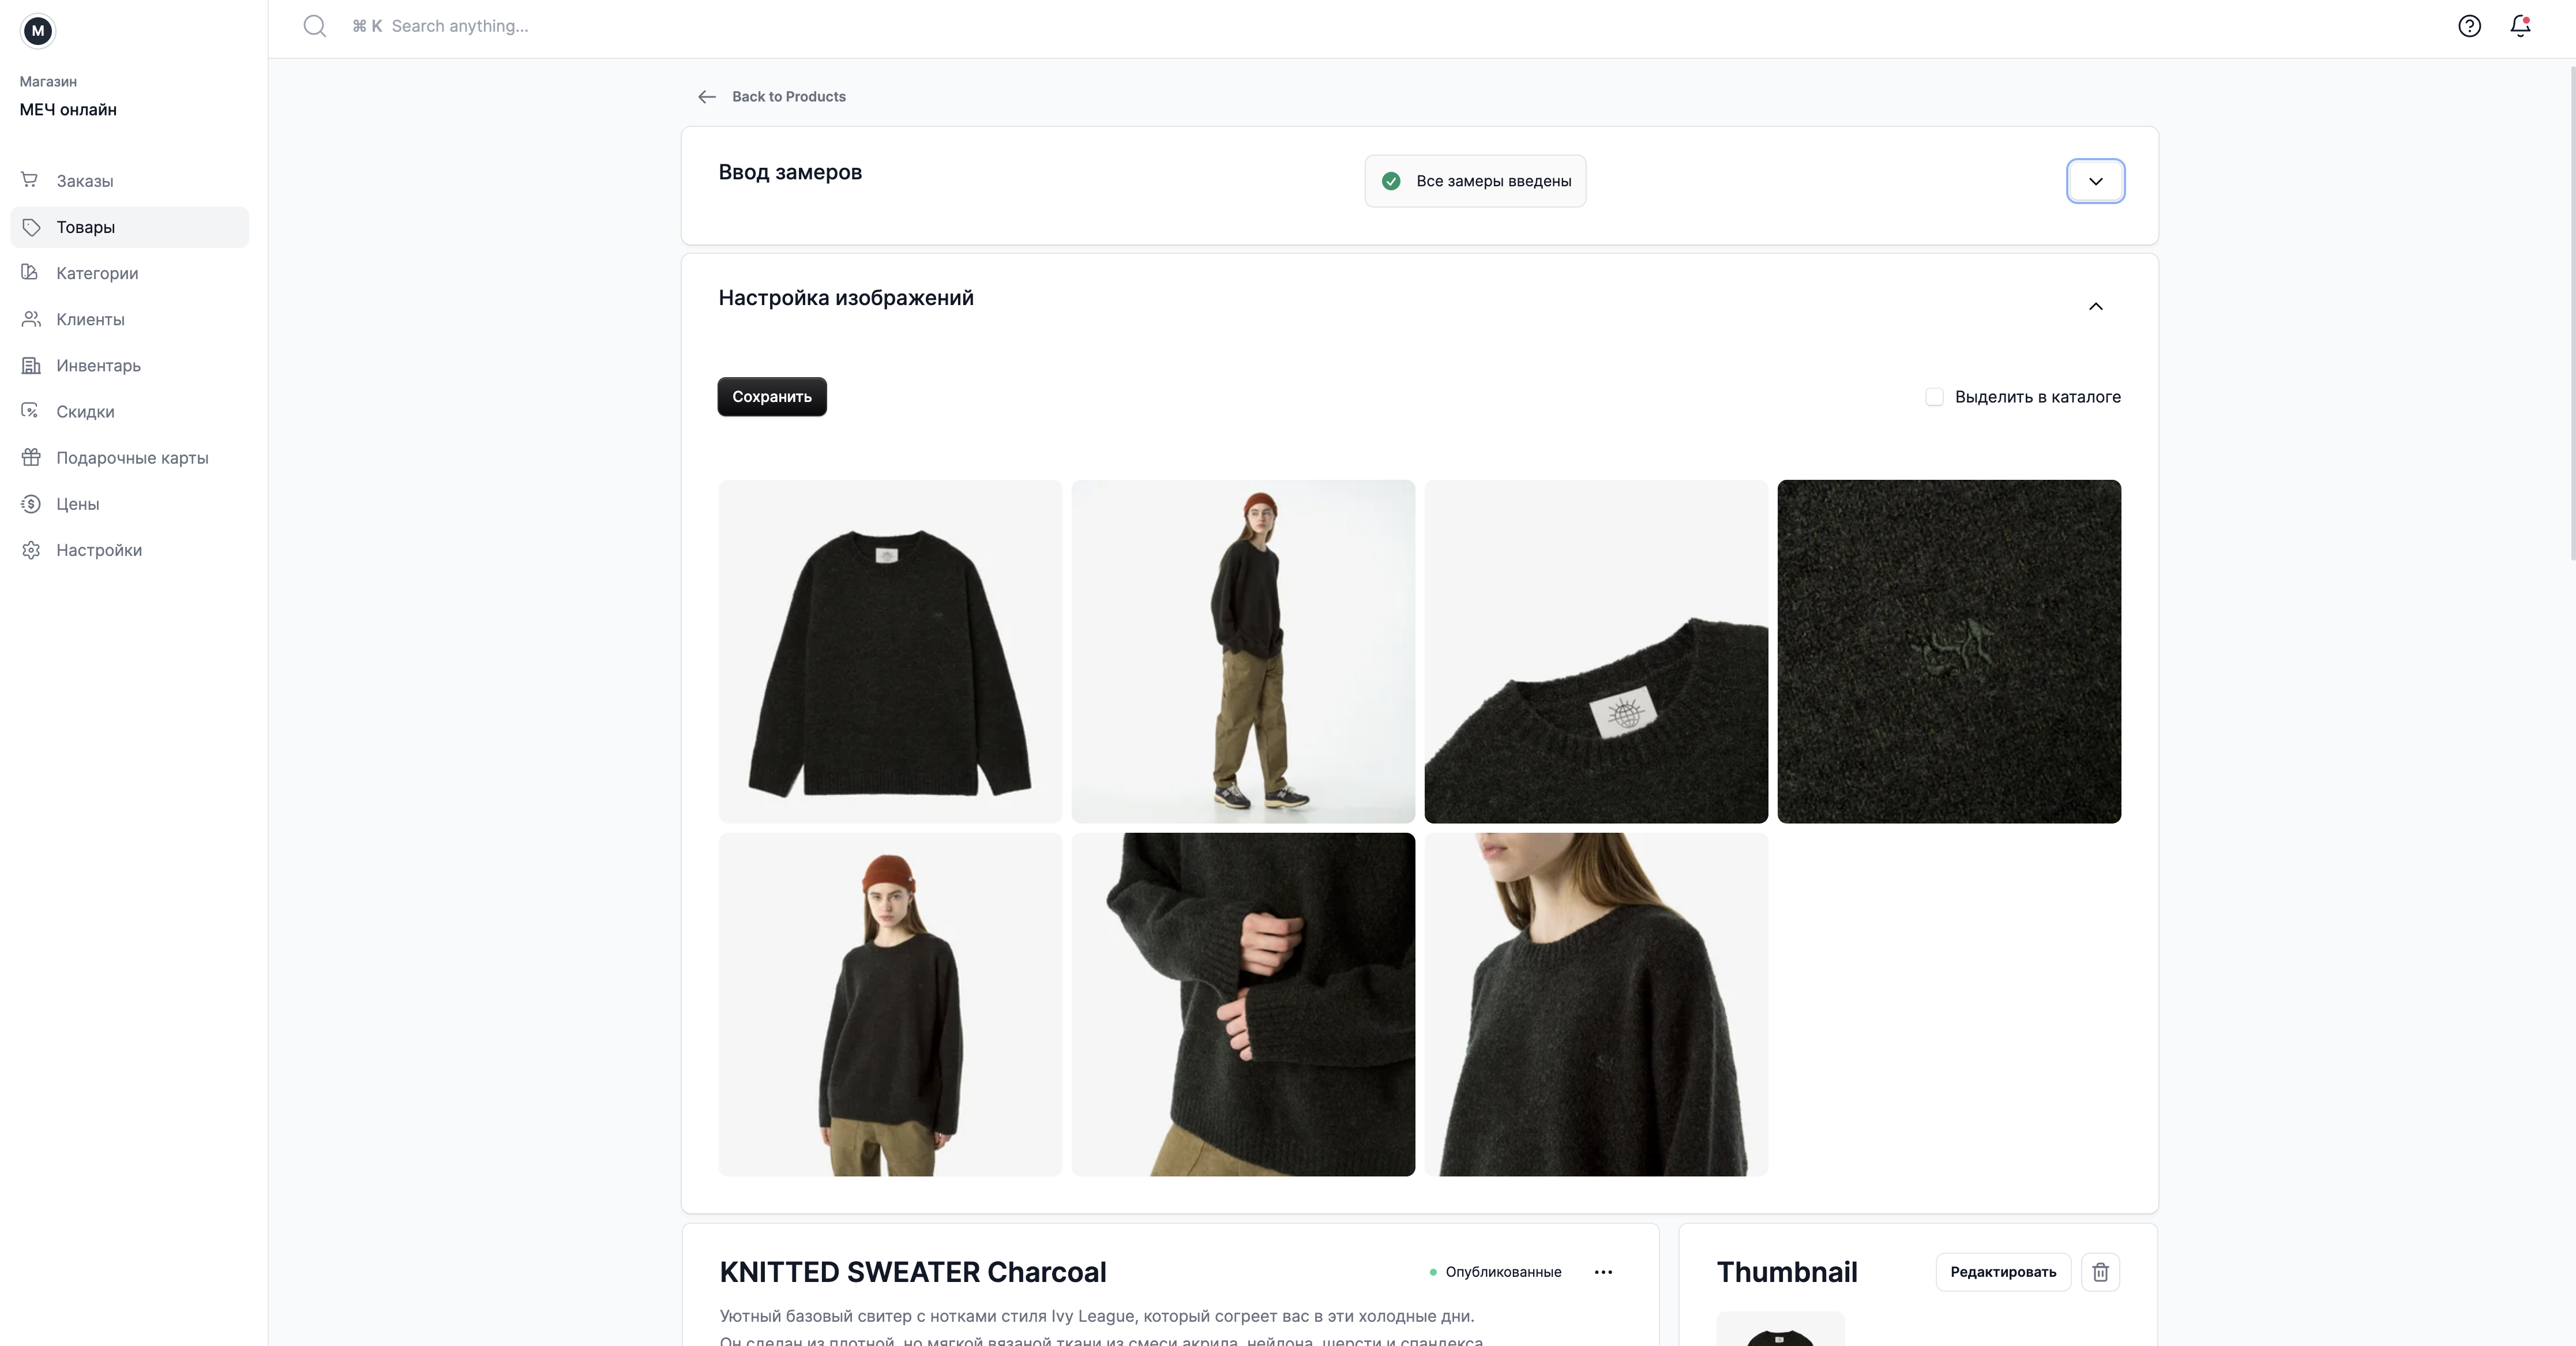 M
⌘ K Search anything...
Магазин
МЕЧ онлайн
Заказы
Товары
Категории
Клиенты
Инвентарь
Скидки
Подарочные карты
Цены
Настройки
Back to Products
Ввод замеров
Все замеры введены
Настройка изображений
Сохранить
Выделить в каталоге
KNITTED SWEATER Charcoal
Опубликованные
Уютный базовый свитер с нотками стиля Ivy League, который согреет вас в эти холодные дни.
Он сделан из плотной, но мягкой вязаной ткани из смеси акрила, нейлона, шерсти и спандекса.
Thumbnail
Редактировать